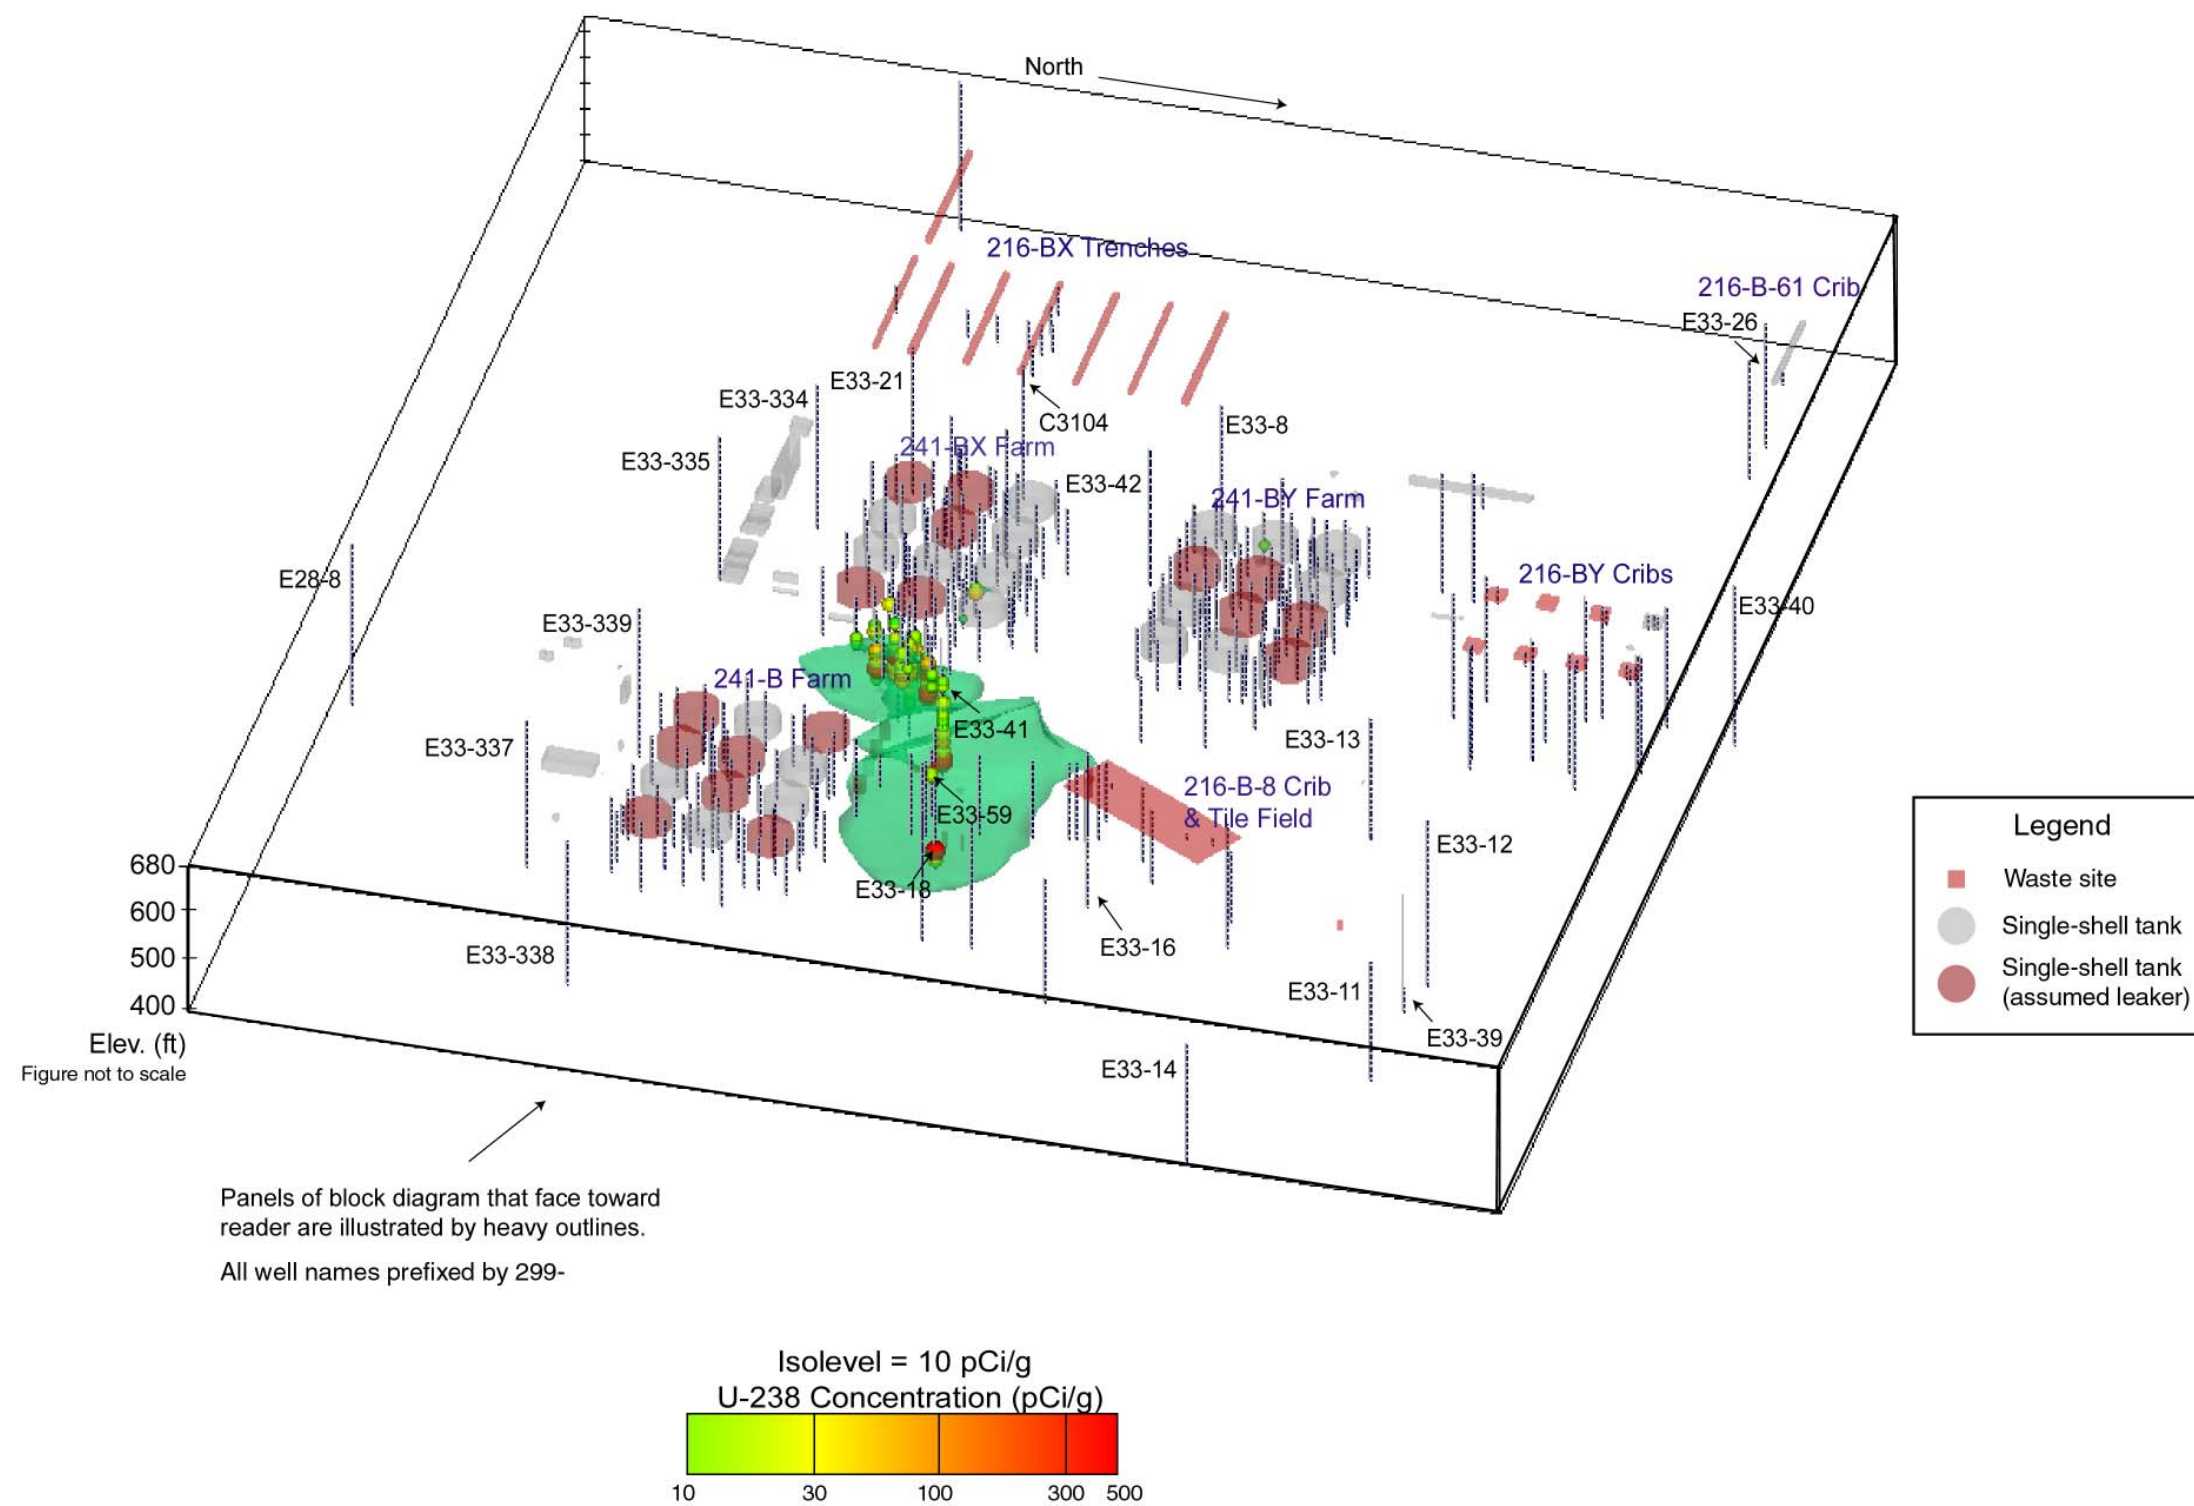 North
216-BX Trenches
216-B-61 Crib
E33-26
E33-21
E33-334
C3104
E33-8
241-BX Farm
E33-335
E33-42
241-BY Farm
E28-8
216-BY Cribs
E33-40
E33-339
241-B Farm
E33-41
E33-337
E33-13
216-B-8 Crib
& Tile Field
E33-59
E33-12
E33-18
E33-16
E33-338
E33-11
E33-39
E33-14
680
600
500
400
Elev. (ft)
Figure not to scale
Legend
Waste site
Single-shell tank
Single-shell tank
(assumed leaker)
Panels of block diagram that face toward
reader are illustrated by heavy outlines.
All well names prefixed by 299-
Isolevel = 10 pCi/g
U-238 Concentration (pCi/g)
10 30 100 300 500